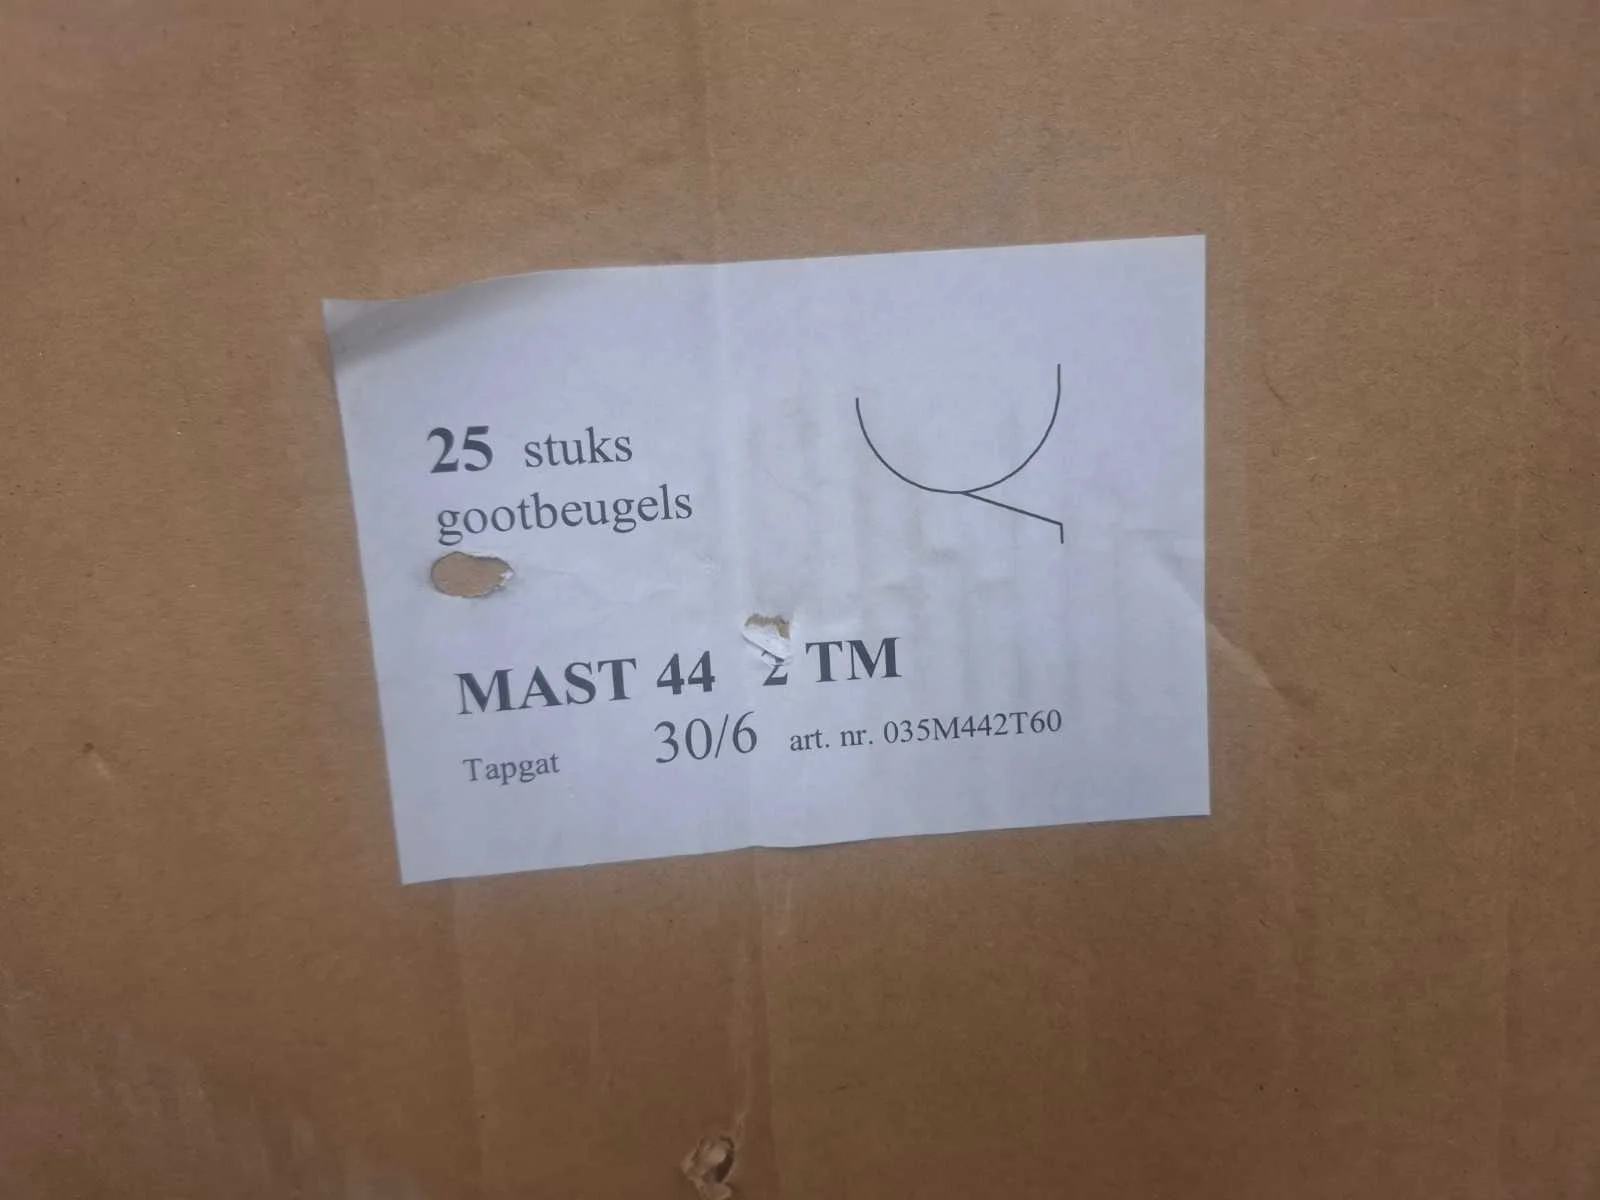 25 stuks
gootbeugels
MAST 44 2 TM
Tapgat 30/6 art. nr. 035M442T60